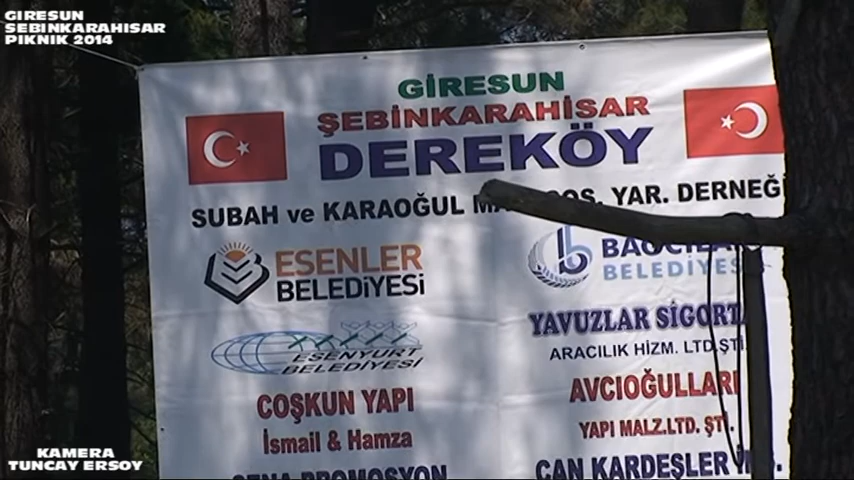 GIRESUN
SEBINKARAHISAR
PIKNIK 2014
GİRESUN
ŞEBİNKARAHİSAR
DEREKÖY
SUBAH ve KARAOĞUL YAR. DERNEĞİ
ESENLER
BELEDİYESİ
BELEDİYES
ESENYURT
BELEDİYESİ
YAVUZLAR SİGORTA
ARACILIK HİZM. LTD.ŞTİ.
COŞKUN YAPI
İsmail & Hamza
AVCIOĞULLARI
YAPI MALZ.LTD. ŞTİ.
PROMOSYON
CAN KARDEŞLER
KAMERA
TUNCAY ERSOY